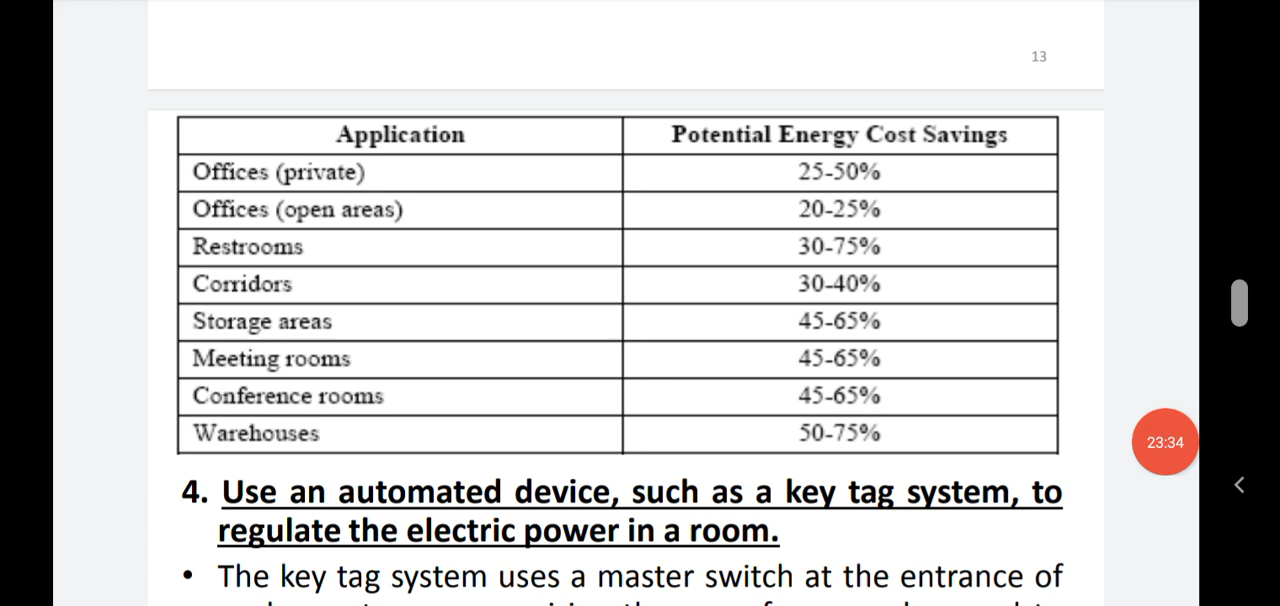 13
Application Potential Energy Cost Savings
Offices (private) 25-50%
Offices (open areas) 20-25%
Restrooms 30-75%
Corridors 30-40%
Storage areas 45-65%
Meeting rooms 45-65%
Conference rooms 45-65%
Warehouses 50-75%
4. Use an automated device, such as a key tag system, to
regulate the electric power in a room.
• The key tag system uses a master switch at the entrance of
23:34